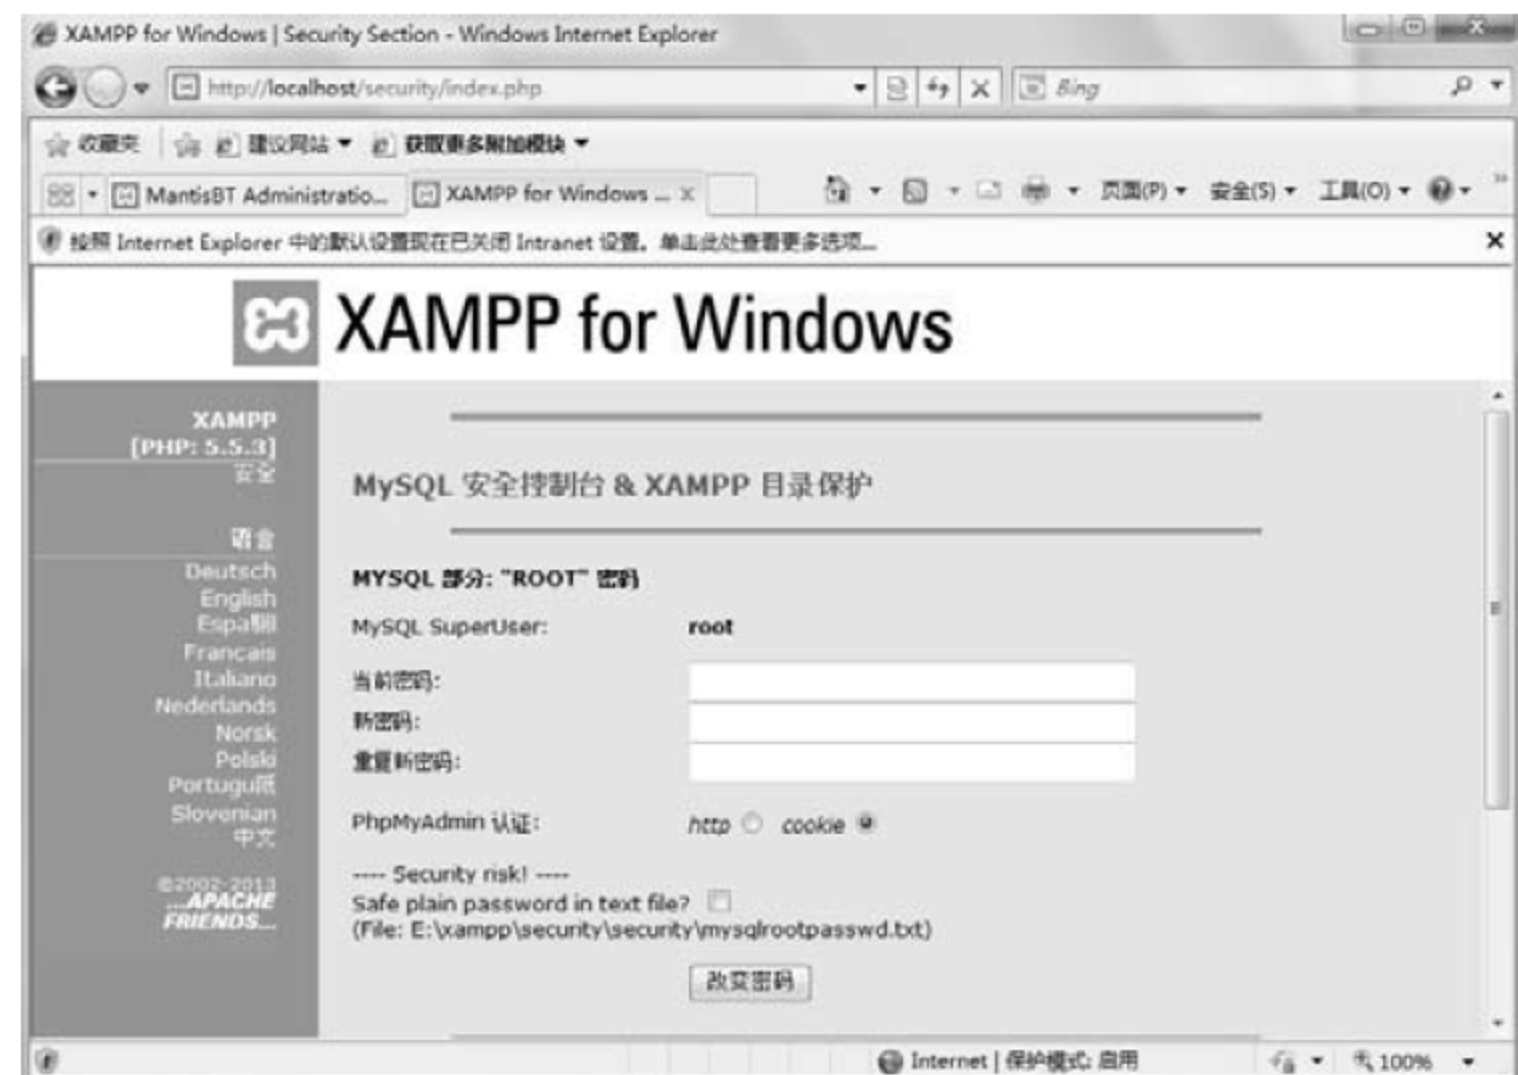 XAMPP for Windows | Security Section - Windows Internet Explorer
http://localhost/security/index.php
Bing
收藏夹 建议网站 获取更多附加模块
MantisBT Administratio... XAMPP for Windows ... X 页面(P) 安全(S) 工具(O)
按照 Internet Explorer 中的默认设置现在已关闭 Intranet 设置。单击此处查看更多选项...
XAMPP for Windows
XAMPP
[PHP: 5.5.3]
安全
语言
Deutsch
English
Espa
Francais
Italiano
Nederlands
Norsk
Polski
Portugu
Slovenian
中文
©2002-2013
...APACHE
FRIENDS...
MySQL 安全控制台 & XAMPP 目录保护
MYSQL 部分: "ROOT" 密码
MySQL SuperUser: root
当前密码:
新密码:
重复新密码:
PhpMyAdmin 认证: http cookie
---- Security risk! ----
Safe plain password in text file?
(File: E:\xampp\security\security\mysqlrootpasswd.txt)
改变密码
Internet | 保护模式: 启用 100%